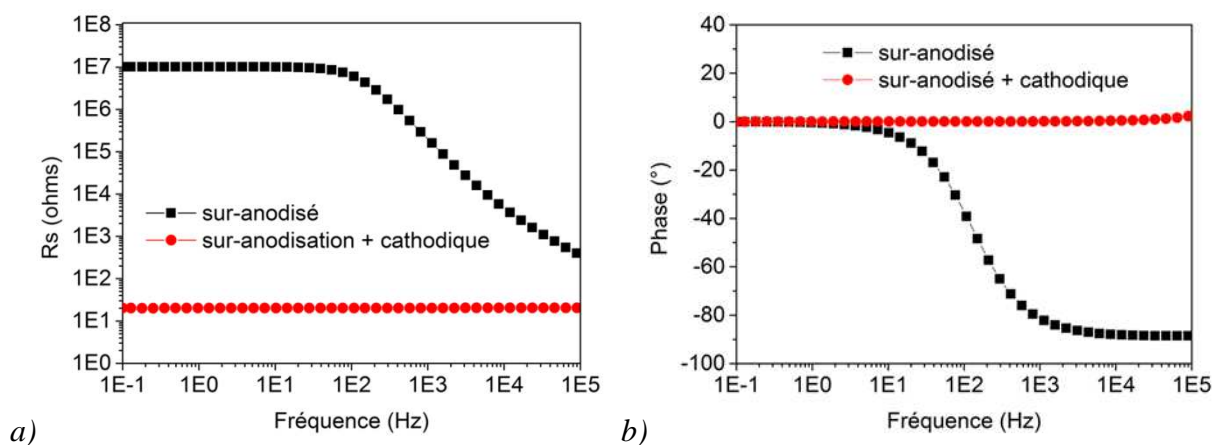 1E8
1E7
1E6
1E5
1E4
1E3
1E2
1E1
1E0
Rs (ohms)
sur-anodisé
sur-anodisation + cathodique
1E-1 1E0 1E1 1E2 1E3 1E4 1E5
Fréquence (Hz)
a)
40
20
0
-20
-40
-60
-80
-100
Phase (°)
sur-anodisé
sur-anodisé + cathodique
1E-1 1E0 1E1 1E2 1E3 1E4 1E5
Fréquence (Hz)
b)